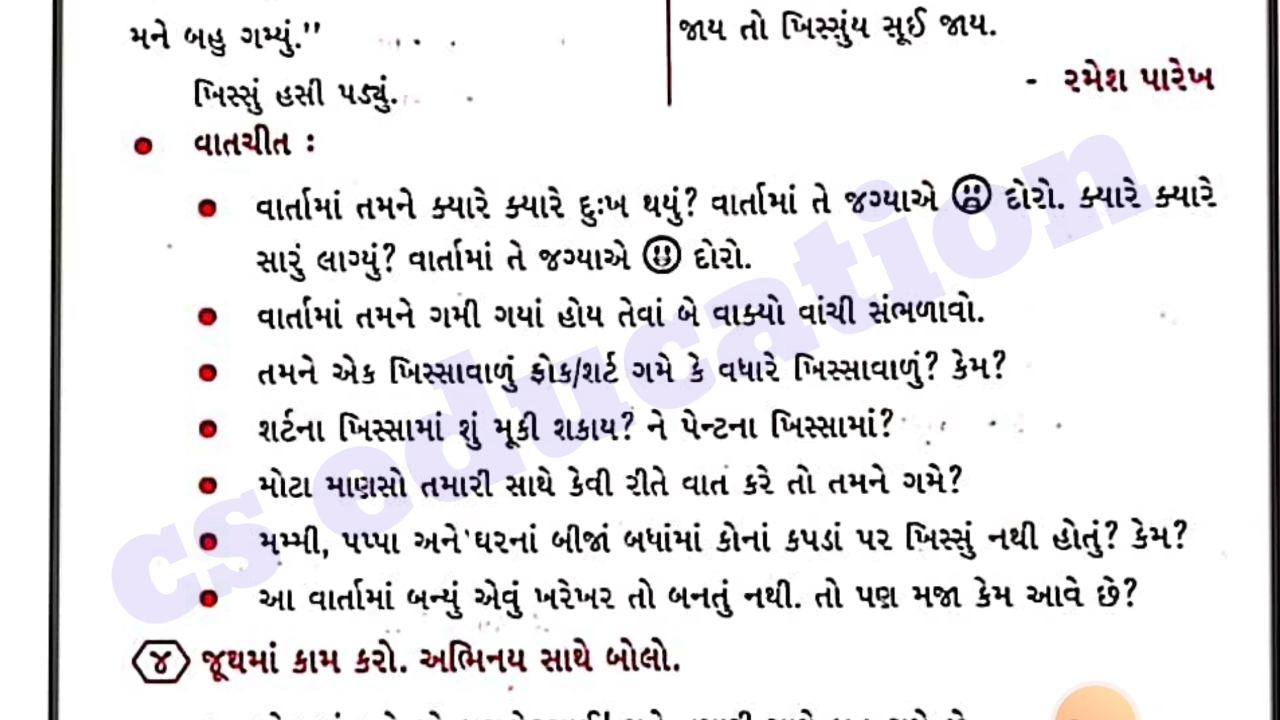 મને બહુ ગમ્યું.”
ખિસ્સું હસી પડ્યું.
જાય તો ખિસ્સુંય સૂઈ જાય.
- રમેશ પારેખ
• વાતચીત :
• વાર્તામાં તમને ક્યારે ક્યારે દુઃખ થયું? વાર્તામાં તે જગ્યાએ દોરો. ક્યારે ક્યારે
સારું લાગ્યું? વાર્તામાં તે જગ્યાએ દોરો.
• વાર્તામાં તમને ગમી ગયાં હોય તેવાં બે વાક્યો વાંચી સંભળાવો.
• તમને એક ખિસ્સાવાળું ફ્રોક/શર્ટ ગમે કે વધારે ખિસ્સાવાળું? કેમ?
• શર્ટના ખિસ્સામાં શું મૂકી શકાય? ને પેન્ટના ખિસ્સામાં?
• મોટા માણસો તમારી સાથે કેવી રીતે વાત કરે તો તમને ગમે?
• મમ્મી, પપ્પા અને ઘરનાં બીજાં બધાંમાં કોનાં કપડાં પર ખિસ્સું નથી હોતું? કેમ?
• આ વાર્તામાં બન્યું એવું ખરેખર તો બનતું નથી. તો પણ મજા કેમ આવે છે?
૪ જૂથમાં કામ કરો. અભિનય સાથે બોલો.
cs education